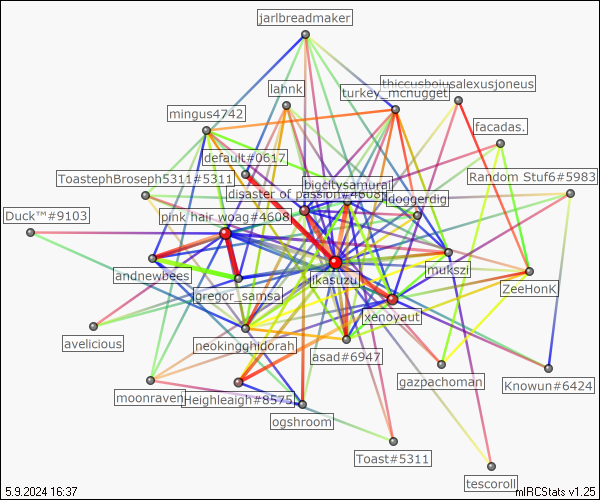 jarlbreadmaker
thiccusboiusalexusjoneus
lahnk
turkey_mcnugget
mingus4742
facadas.
default#0617
ToastephBroseph5311#5311
bigcitysamurai
Random Stuf6#5983
disaster of passion#4685
doggerdig
Duck™#9103
pink hair woag#4608
andnewbees
mukszi
ikasuzu
ZeeHonK
gregor_samsa
xenoyaut
avelicious
neokingghidorah
asad#6947
gazpachoman
Knowun#6424
moonraven
Heighleaigh#8575
ogshroom
Toast#5311
tescoroll
5.9.2024 16:37
mIRCStats v1.25